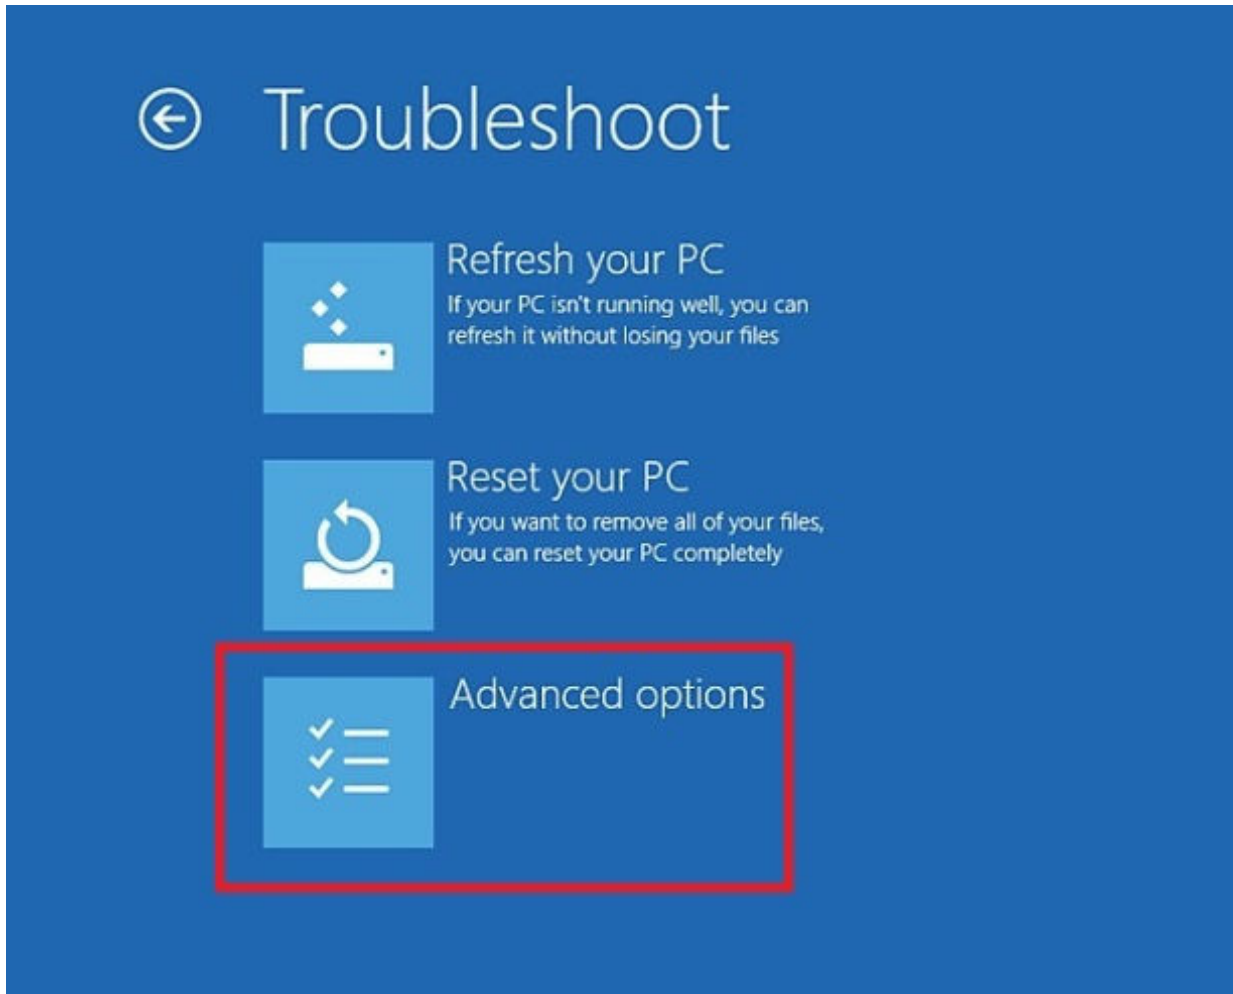 Troubleshoot
Refresh your PC
If your PC isn't running well, you can
refresh it without losing your files
Reset your PC
If you want to remove all of your files,
you can reset your PC completely
Advanced options